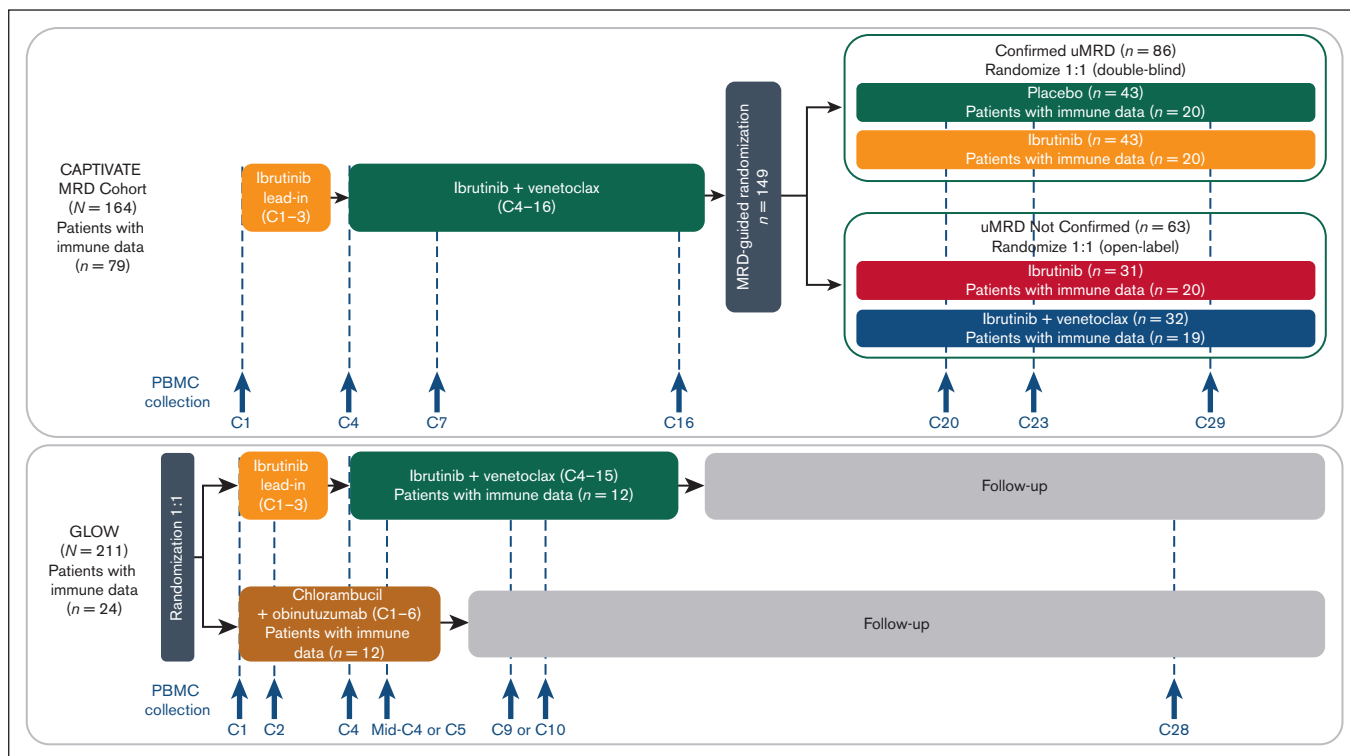 CAPTIVATE
MRD Cohort
(N = 164)
Patients with
immune data
(n = 79)
Ibrutinib
lead-in
(C1–3)
Ibrutinib + venetoclax
(C4–16)
MRD-guided randomization
n = 149
Confirmed uMRD (n = 86)
Randomize 1:1 (double-blind)
Placebo (n = 43)
Patients with immune data (n = 20)
Ibrutinib (n = 43)
Patients with immune data (n = 20)
uMRD Not Confirmed (n = 63)
Randomize 1:1 (open-label)
Ibrutinib (n = 31)
Patients with immune data (n = 20)
Ibrutinib + venetoclax (n = 32)
Patients with immune data (n = 19)
PBMC
collection
C1
C4
C7
C16
C20
C23
C29
GLOW
(N = 211)
Patients with
immune data
(n = 24)
Randomization 1:1
Ibrutinib
lead-in
(C1–3)
Ibrutinib + venetoclax (C4–15)
Patients with immune data (n = 12)
Follow-up
Chlorambucil
+ obinutuzumab (C1–6)
Patients with immune
data (n = 12)
Follow-up
PBMC
collection
C1
C2
C4
Mid-C4 or C5
C9 or C10
C28